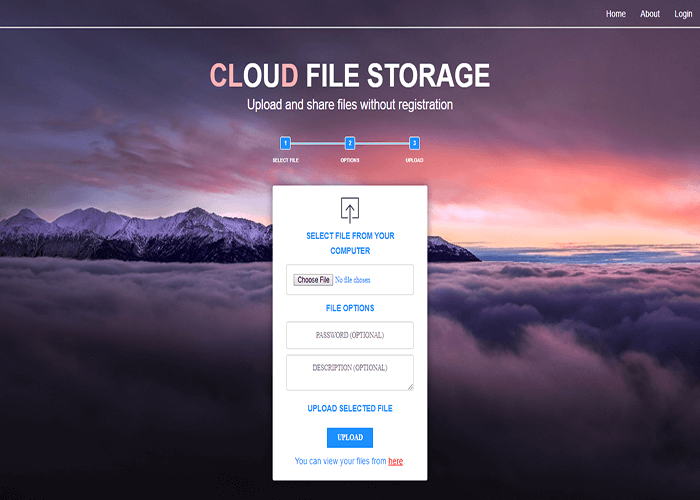 Home About Login
CLOUD FILE STORAGE
Upload and share files without registration
1 2 3
SELECT FILE OPTIONS UPLOAD
SELECT FILE FROM YOUR
COMPUTER
Choose File No file chosen
FILE OPTIONS
PASSWORD (OPTIONAL)
DESCRIPTION (OPTIONAL)
UPLOAD SELECTED FILE
UPLOAD
You can view your files from here.